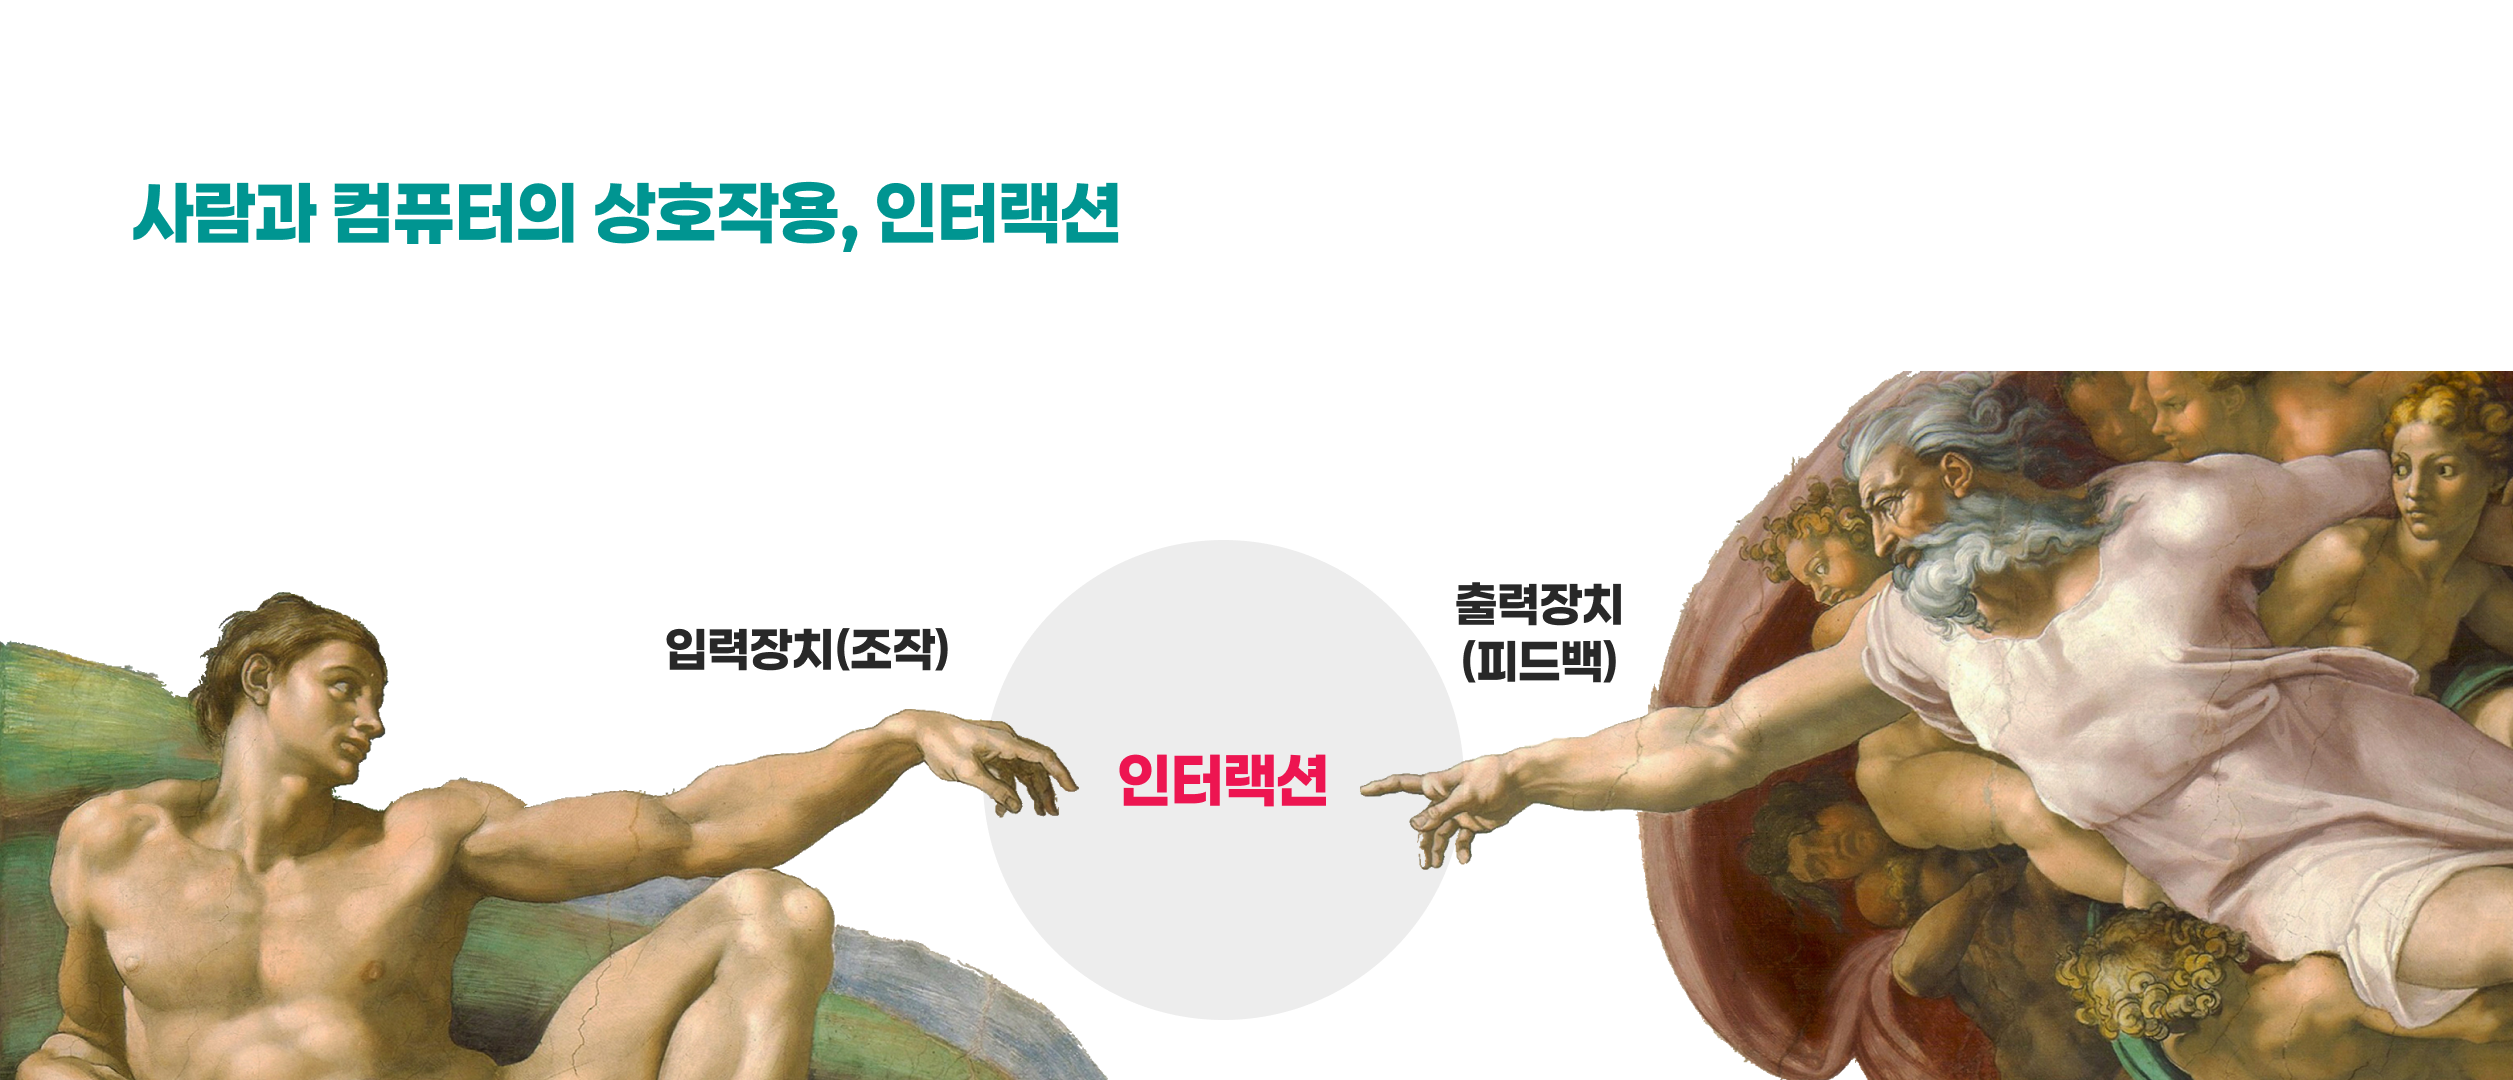 사람과 컴퓨터의 상호작용, 인터랙션
입력장치(조작)
출력장치
(피드백)
인터랙션